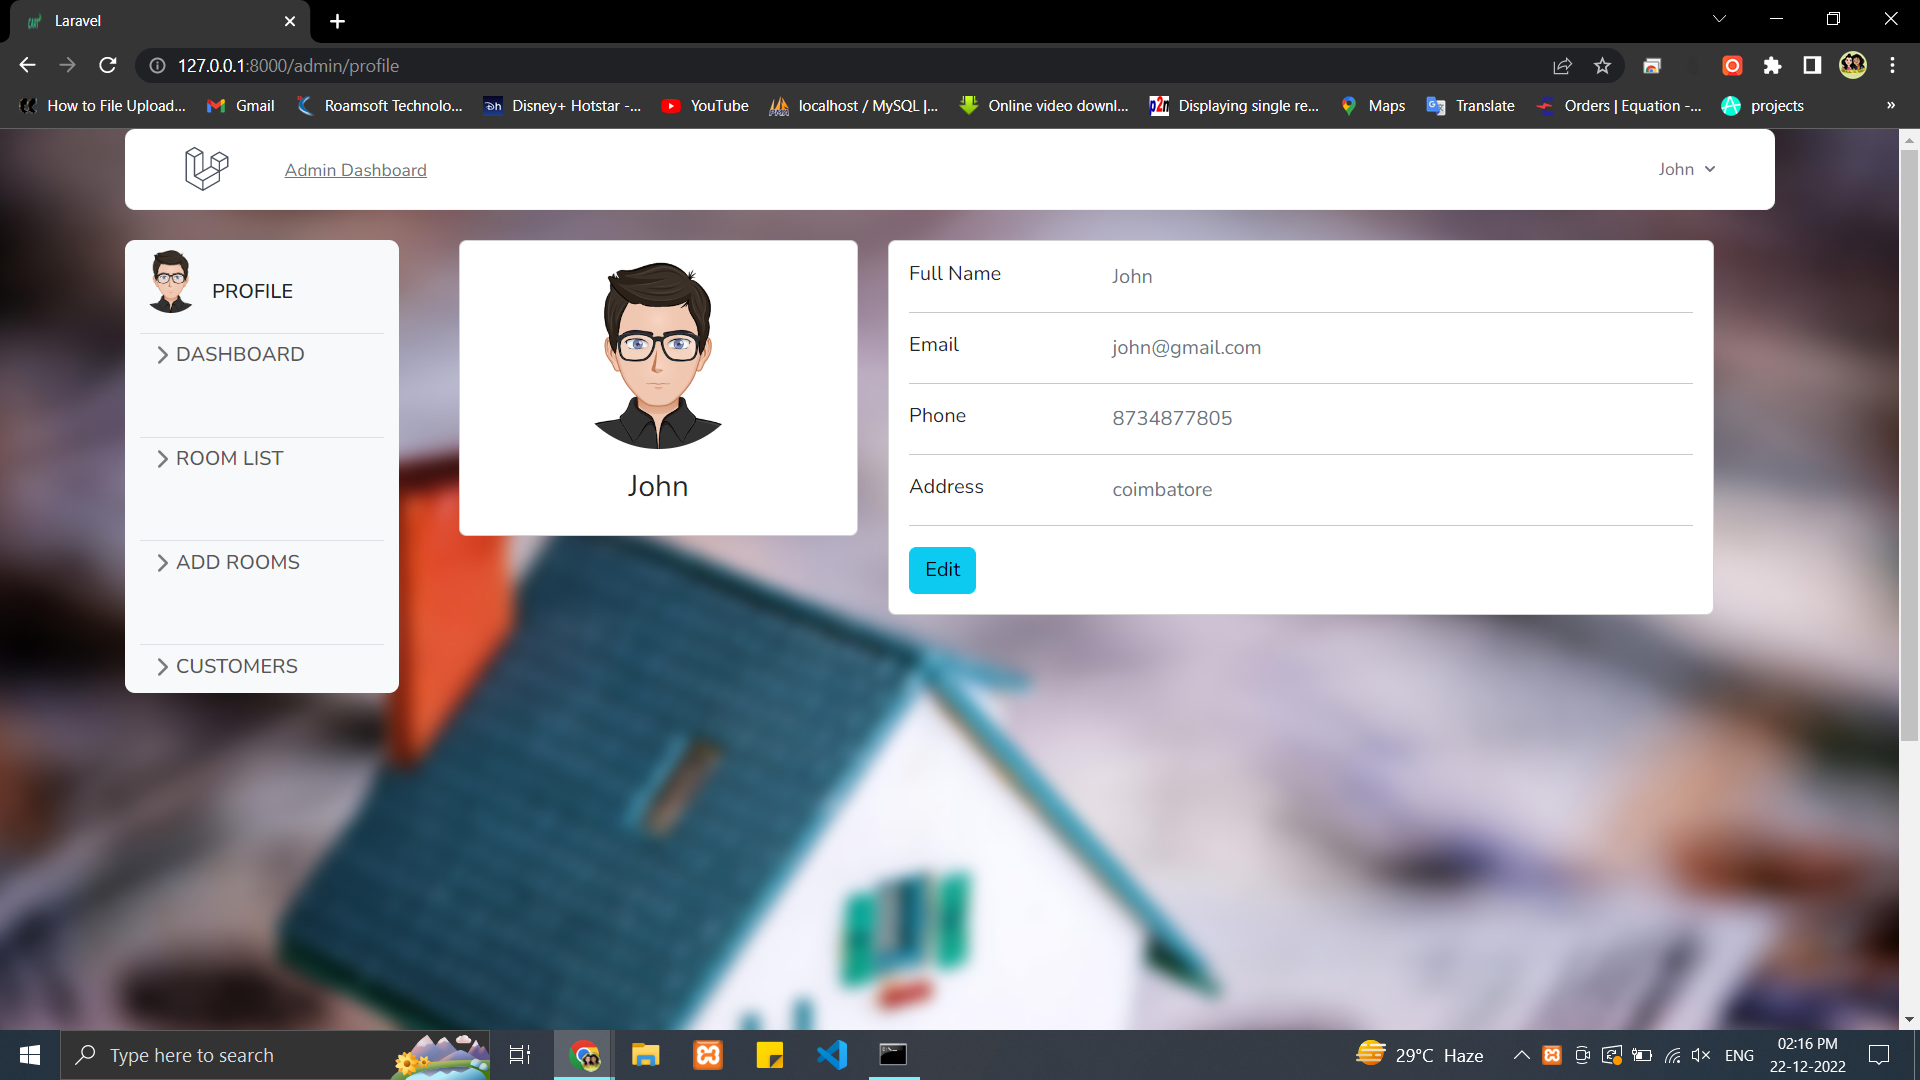 Laravel
127.0.0.1:8000/admin/profile
How to File Upload...
Gmail
Roamsoft Technolo...
Disney+ Hotstar -...
YouTube
localhost / MySQL |...
Online video downl...
Displaying single re...
Maps
Translate
Orders | Equation -...
projects
»
Admin Dashboard
John
PROFILE
DASHBOARD
ROOM LIST
ADD ROOMS
CUSTOMERS
John
Full Name
John
Email
john@gmail.com
Phone
8734877805
Address
coimbatore
Edit
Type here to search
29°C Haze
ENG
02:16 PM
22-12-2022